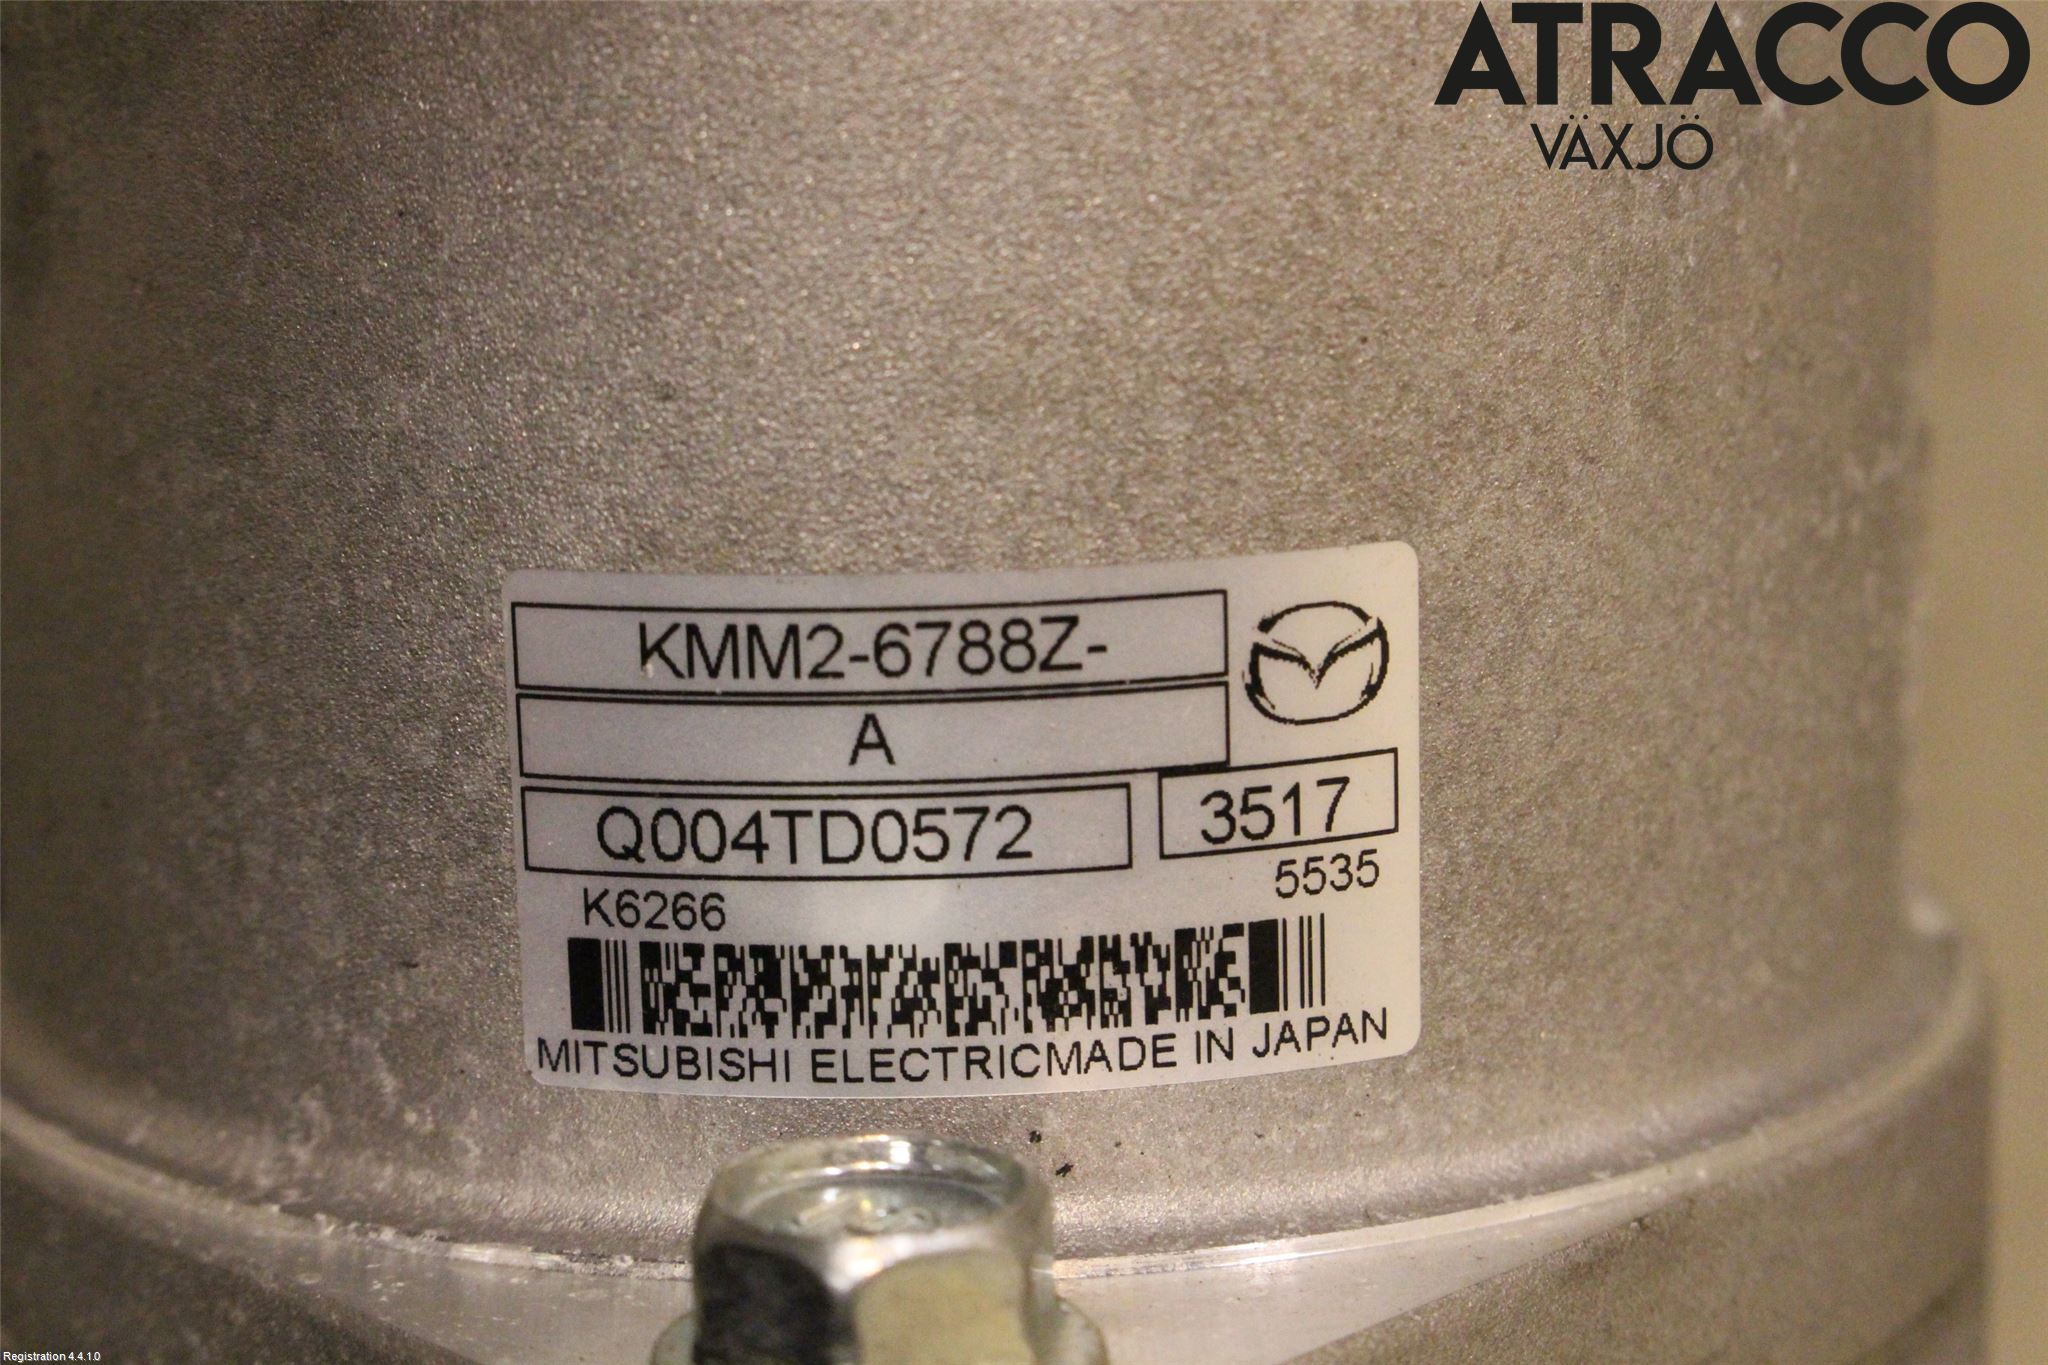 ATRACCO
VÄXJÖ
KMM2-6788Z-
A
Q004TD0572
3517
5535
K6266
MITSUBISHI ELECTRICMADE IN JAPAN
Registration 4.4.1.0